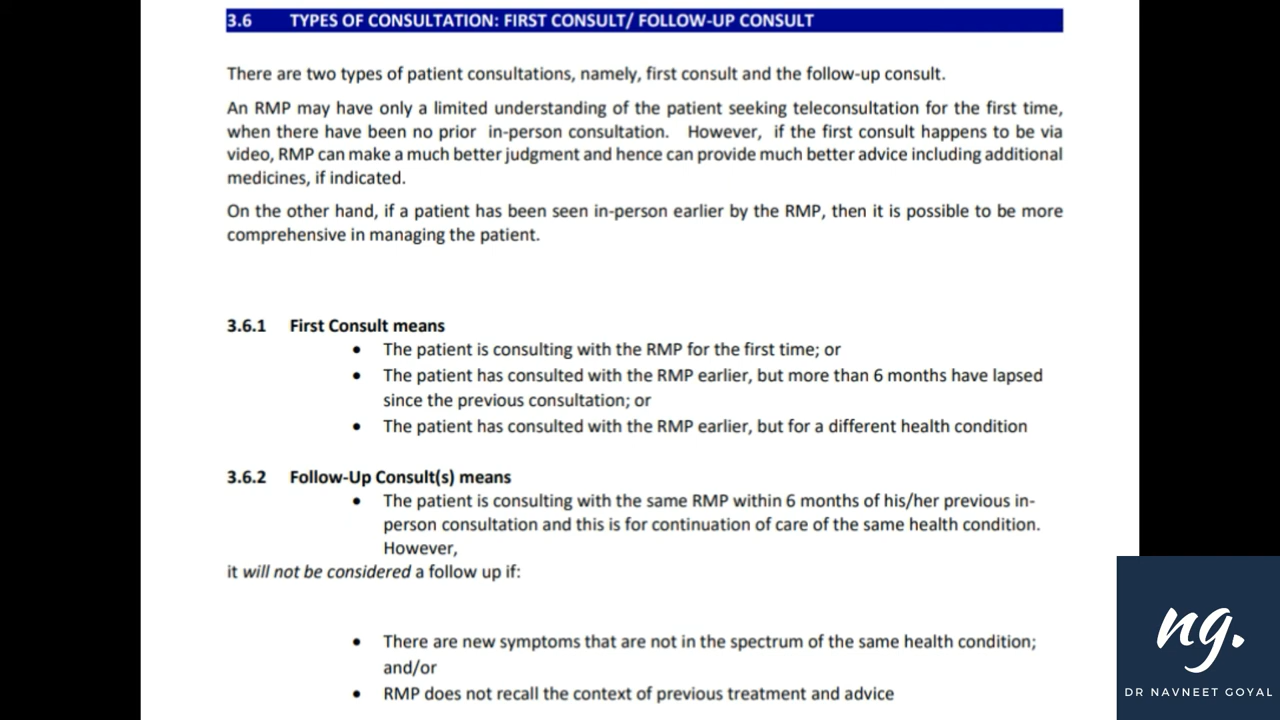 3.6 TYPES OF CONSULTATION: FIRST CONSULT/ FOLLOW-UP CONSULT
There are two types of patient consultations, namely, first consult and the follow-up consult.
An RMP may have only a limited understanding of the patient seeking teleconsultation for the first time,
when there have been no prior in-person consultation. However, if the first consult happens to be via
video, RMP can make a much better judgment and hence can provide much better advice including additional
medicines, if indicated.
On the other hand, if a patient has been seen in-person earlier by the RMP, then it is possible to be more
comprehensive in managing the patient.
3.6.1 First Consult means
• The patient is consulting with the RMP for the first time; or
• The patient has consulted with the RMP earlier, but more than 6 months have lapsed
since the previous consultation; or
• The patient has consulted with the RMP earlier, but for a different health condition
3.6.2 Follow-Up Consult(s) means
• The patient is consulting with the same RMP within 6 months of his/her previous in-
person consultation and this is for continuation of care of the same health condition.
However,
it will not be considered a follow up if:
• There are new symptoms that are not in the spectrum of the same health condition;
and/or
• RMP does not recall the context of previous treatment and advice
ng.
DR NAVNEET GOYAL